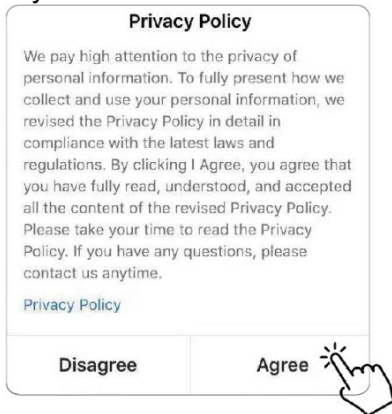 Privacy Policy
We pay high attention to the privacy of
personal information. To fully present how we
collect and use your personal information, we
revised the Privacy Policy in detail in
compliance with the latest laws and
regulations. By clicking I Agree, you agree that
you have fully read, understood, and accepted
all the content of the revised Privacy Policy.
Please take your time to read the Privacy
Policy. If you have any questions, please
contact us anytime.
Privacy Policy
Disagree
Agree